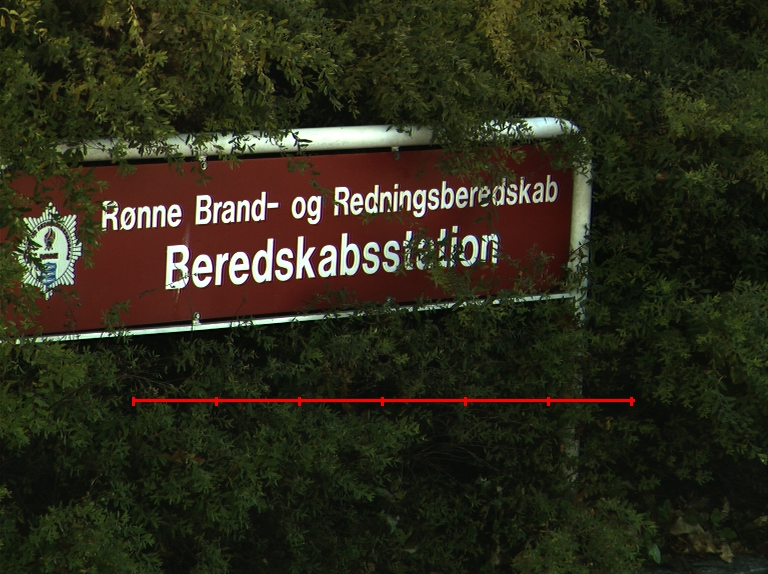 Rønne Brand- og Redningsberedskab
Beredskabsstation